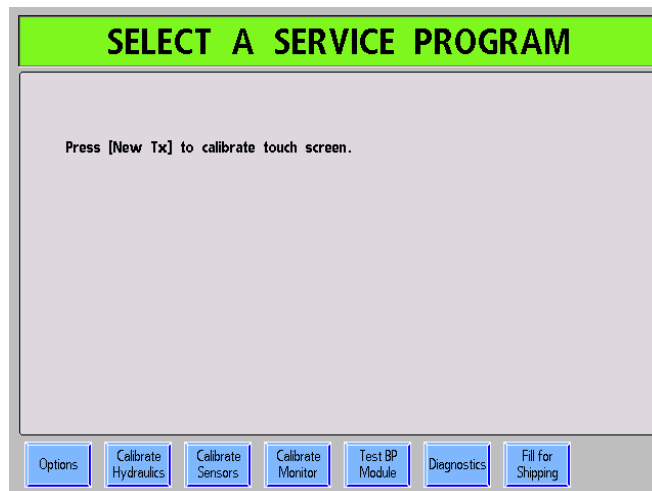 SELECT A SERVICE PROGRAM
Press [New Tx] to calibrate touch screen.
Options
Calibrate
Hydraulics
Calibrate
Sensors
Calibrate
Monitor
Test BP
Module
Diagnostics
Fill for
Shipping